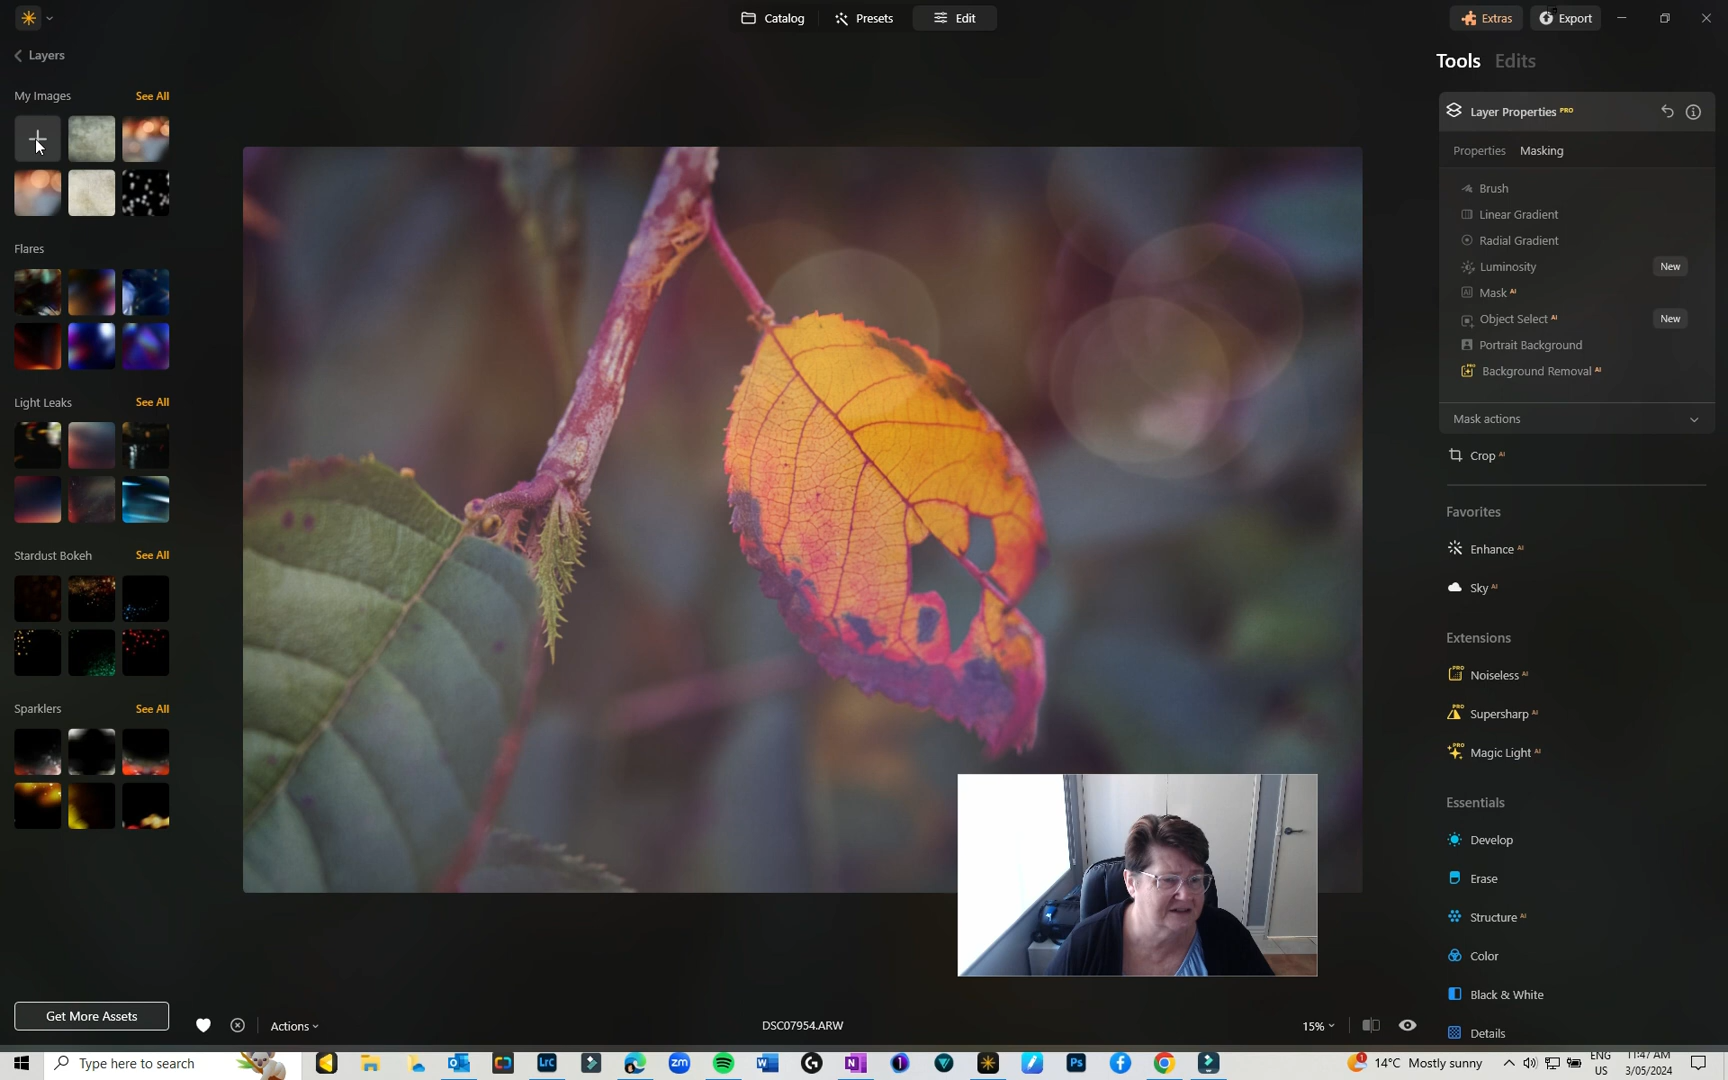 Catalog
Presets
Edit
Extras
Export
Layers
My Images See All
Flares
Light Leaks See All
Stardust Bokeh See All
Sparklers See All
Get More Assets
Actions
DSC07954.ARW
15%
Tools Edits
Layer Properties PRO
Properties Masking
Brush
Linear Gradient
Radial Gradient
Luminosity New
Mask AI
Object Select AI New
Portrait Background
Background Removal AI
Mask actions
Crop AI
Favorites
Enhance AI
Sky AI
Extensions
PRO Noiseless AI
PRO Supersharp AI
PRO Magic Light AI
Essentials
Develop
Erase
Structure AI
Color
Black & White
Details
Type here to search
14°C Mostly sunny
ENG
US
11:47 AM
3/05/2024